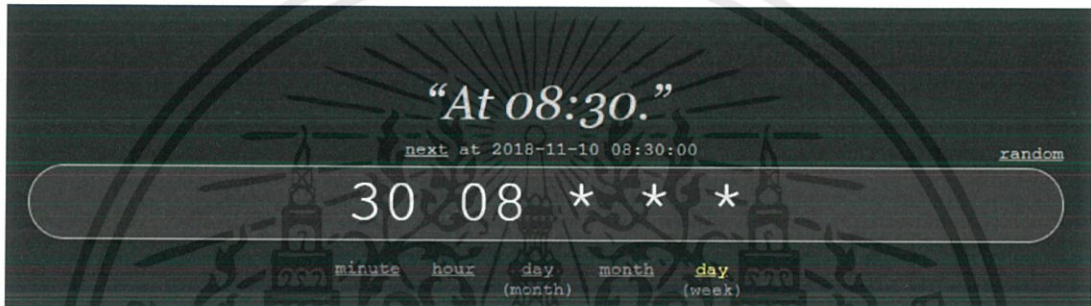 “At 08:30.”
next at 2018-11-10 08:30:00
random
30 08 * * *
minute hour day month day
(month) (week)